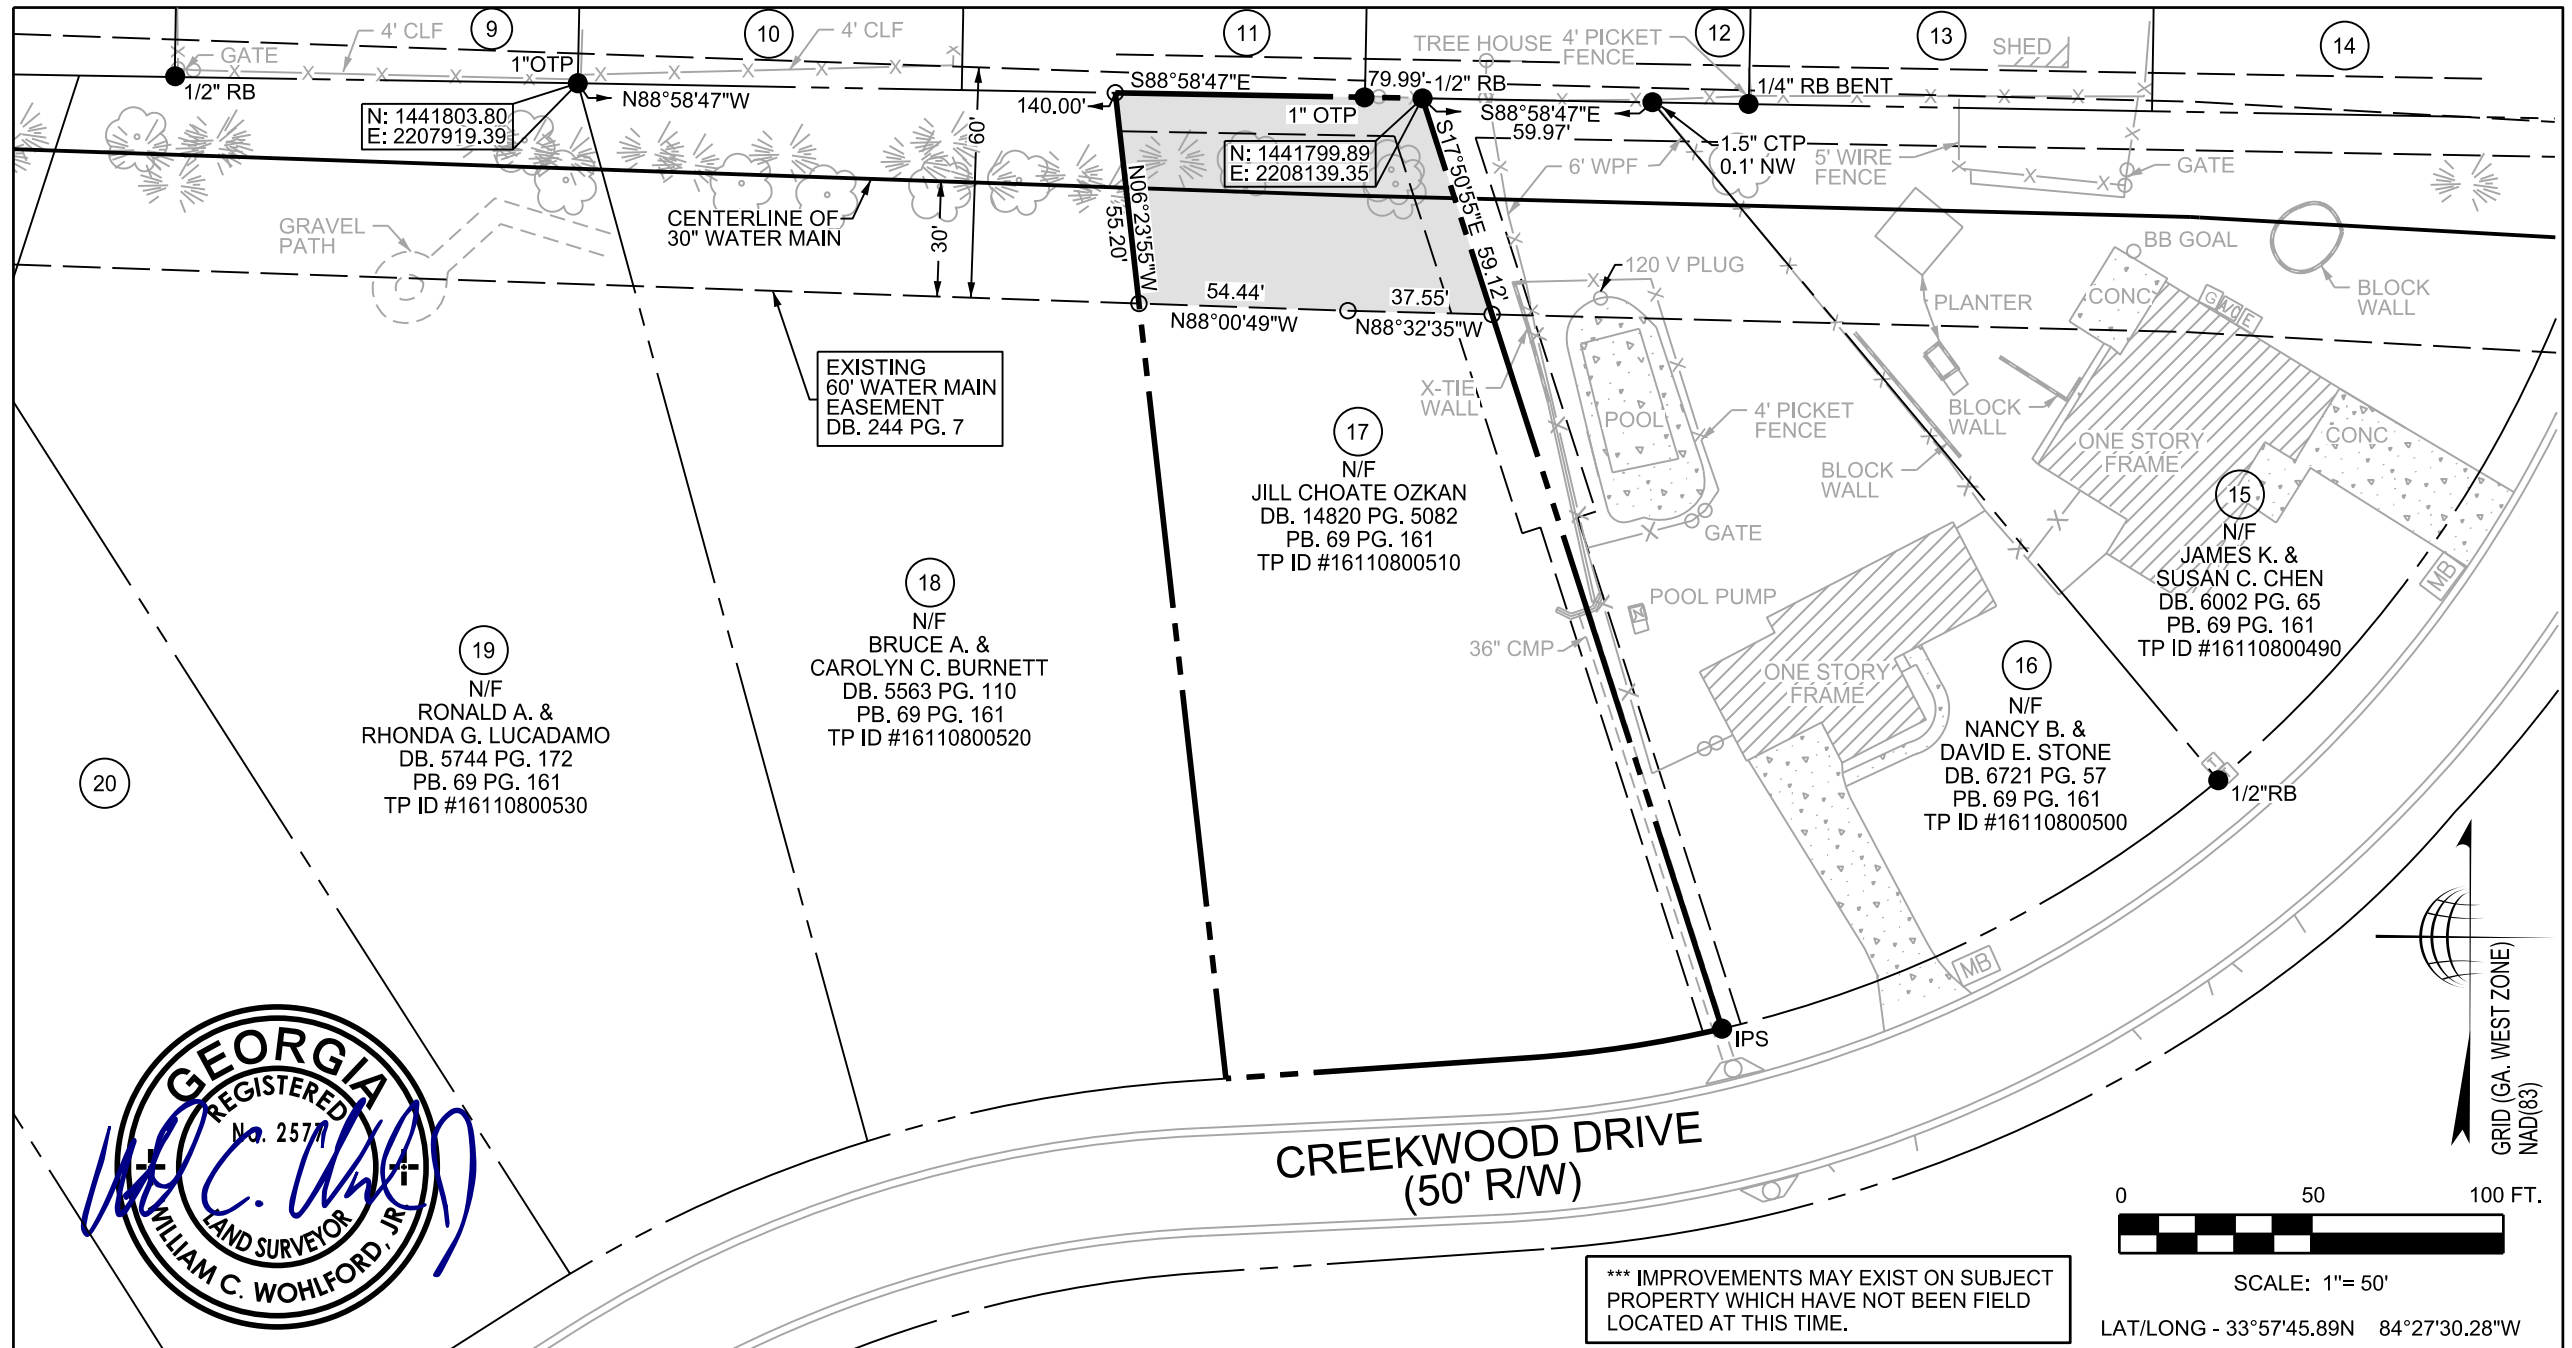 9
10
11
12
13
14
4' CLF
GATE
1"OTP
1/2" RB
4' CLF
N88°58'47"W
N: 1441803.80
E: 2207919.39
140.00'
S88°58'47"E
79.99'
1/2" RB
1" OTP
N: 1441799.89
E: 2208139.35
TREE HOUSE
4' PICKET
FENCE
SHED
1/4" RB BENT
S88°58'47"E
59.97'
1.5" CTP
0.1' NW
6' WPF
5' WIRE
FENCE
GATE
60'
30'
GRAVEL
PATH
CENTERLINE OF
30" WATER MAIN
N06°23'55"W
55.20'
S17°50'55"E
59.12'
54.44'
N88°00'49"W
37.55'
N88°32'35"W
120 V PLUG
PLANTER
BB GOAL
CONC
BLOCK
WALL
EXISTING
60' WATER MAIN
EASEMENT
DB. 244 PG. 7
X-TIE
WALL
POOL
4' PICKET
FENCE
BLOCK
WALL
BLOCK
WALL
ONE STORY
FRAME
CONC
GATE
POOL PUMP
36" CMP
ONE STORY
FRAME
MB
MB
15
N/F
JAMES K. &
SUSAN C. CHEN
DB. 6002 PG. 65
PB. 69 PG. 161
TP ID #16110800490
16
N/F
NANCY B. &
DAVID E. STONE
DB. 6721 PG. 57
PB. 69 PG. 161
TP ID #16110800500
17
N/F
JILL CHOATE OZKAN
DB. 14820 PG. 5082
PB. 69 PG. 161
TP ID #16110800510
18
N/F
BRUCE A. &
CAROLYN C. BURNETT
DB. 5563 PG. 110
PB. 69 PG. 161
TP ID #16110800520
19
N/F
RONALD A. &
RHONDA G. LUCADAMO
DB. 5744 PG. 172
PB. 69 PG. 161
TP ID #16110800530
20
1/2"RB
IPS
CREEKWOOD DRIVE
(50' R/W)
GEORGIA
REGISTERED
No. 2577
LAND SURVEYOR
WILLIAM C. WOHLFORD, JR.
GRID (GA. WEST ZONE)
NAD(83)
0 50 100 FT.
SCALE: 1"= 50'
LAT/LONG - 33°57'45.89N 84°27'30.28"W
*** IMPROVEMENTS MAY EXIST ON SUBJECT
PROPERTY WHICH HAVE NOT BEEN FIELD
LOCATED AT THIS TIME.